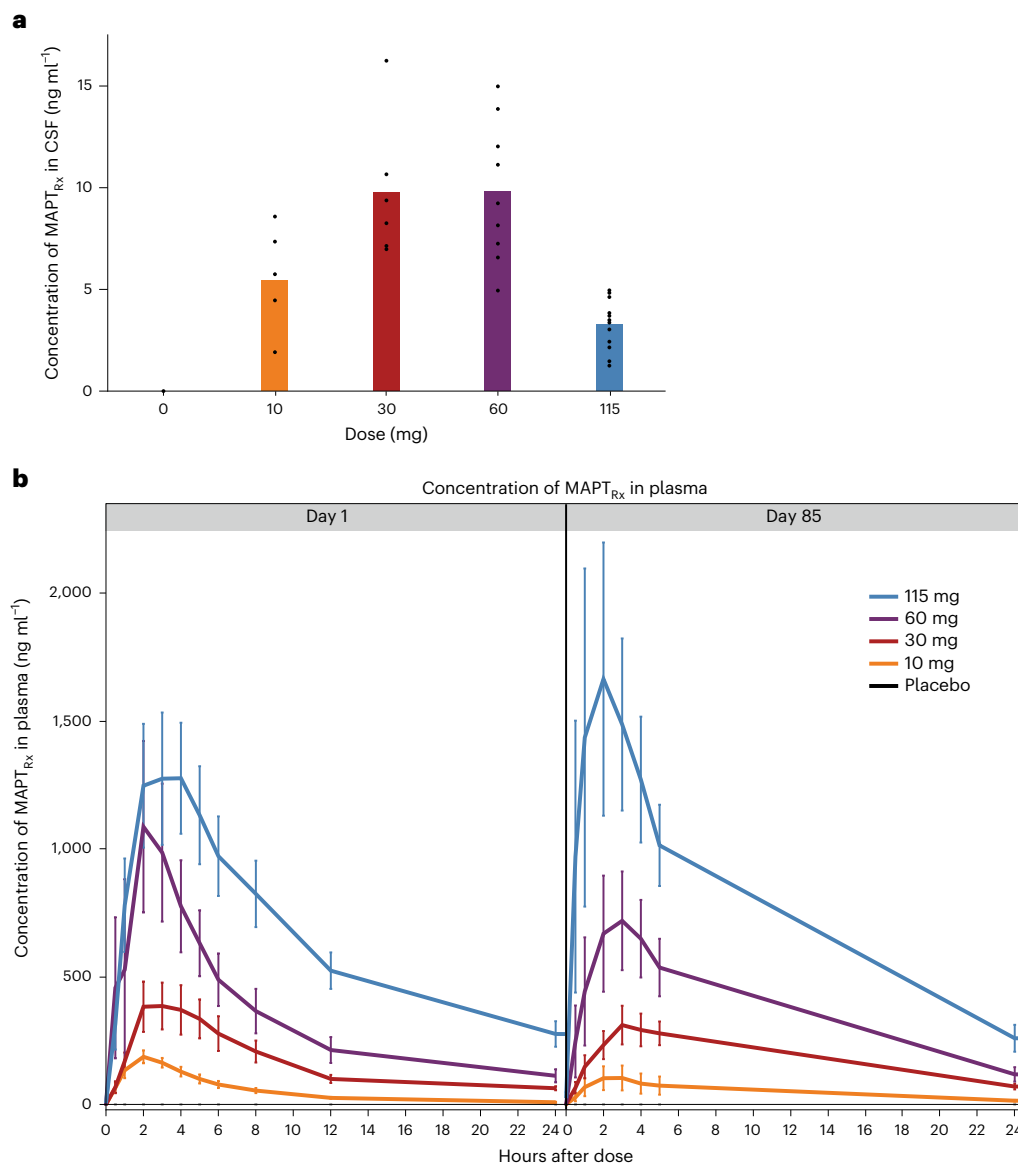 a
Concentration of MAPT_Rx in CSF (ng ml⁻¹)
15
10
5
0
0 10 30 60 115
Dose (mg)
b
Concentration of MAPT_Rx in plasma
Day 1 Day 85
Concentration of MAPT_Rx in plasma (ng ml⁻¹)
2,000
1,500
1,000
500
0
115 mg
60 mg
30 mg
10 mg
Placebo
0 2 4 6 8 10 12 14 16 18 20 22 24 0 2 4 6 8 10 12 14 16 18 20 22 24
Hours after dose